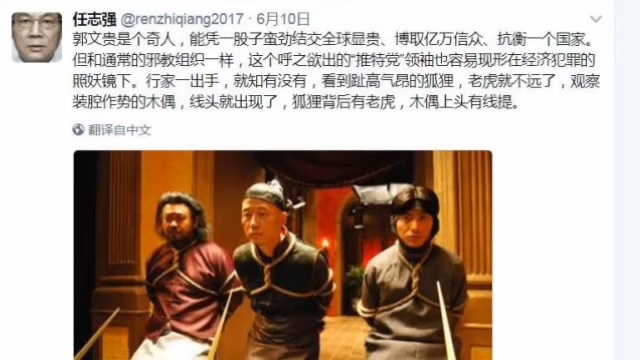 任志强 @renzhiqiang2017 · 6月10日
郭文贵是个奇人，能凭一股子蛮劲结交全球显贵、博取亿万信众、抗衡一个国家。
但和通常的邪教组织一样，这个呼之欲出的“推特党”领袖也容易现形在经济犯罪的
照妖镜下。行家一出手，就知有没有，看到趾高气昂的狐狸，老虎就不远了，观察
装腔作势的木偶，线头就出现了，狐狸背后有老虎，木偶上头有线提。
翻译自中文